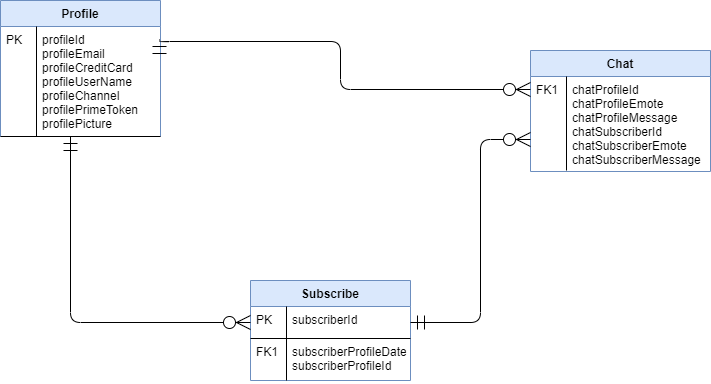 Profile
PK profileId
profileEmail
profileCreditCard
profileUserName
profileChannel
profilePrimeToken
profilePicture
Chat
FK1 chatProfileId
chatProfileEmote
chatProfileMessage
chatSubscriberId
chatSubscriberEmote
chatSubscriberMessage
Subscribe
PK subscriberId
FK1 subscriberProfileDate
subscriberProfileId